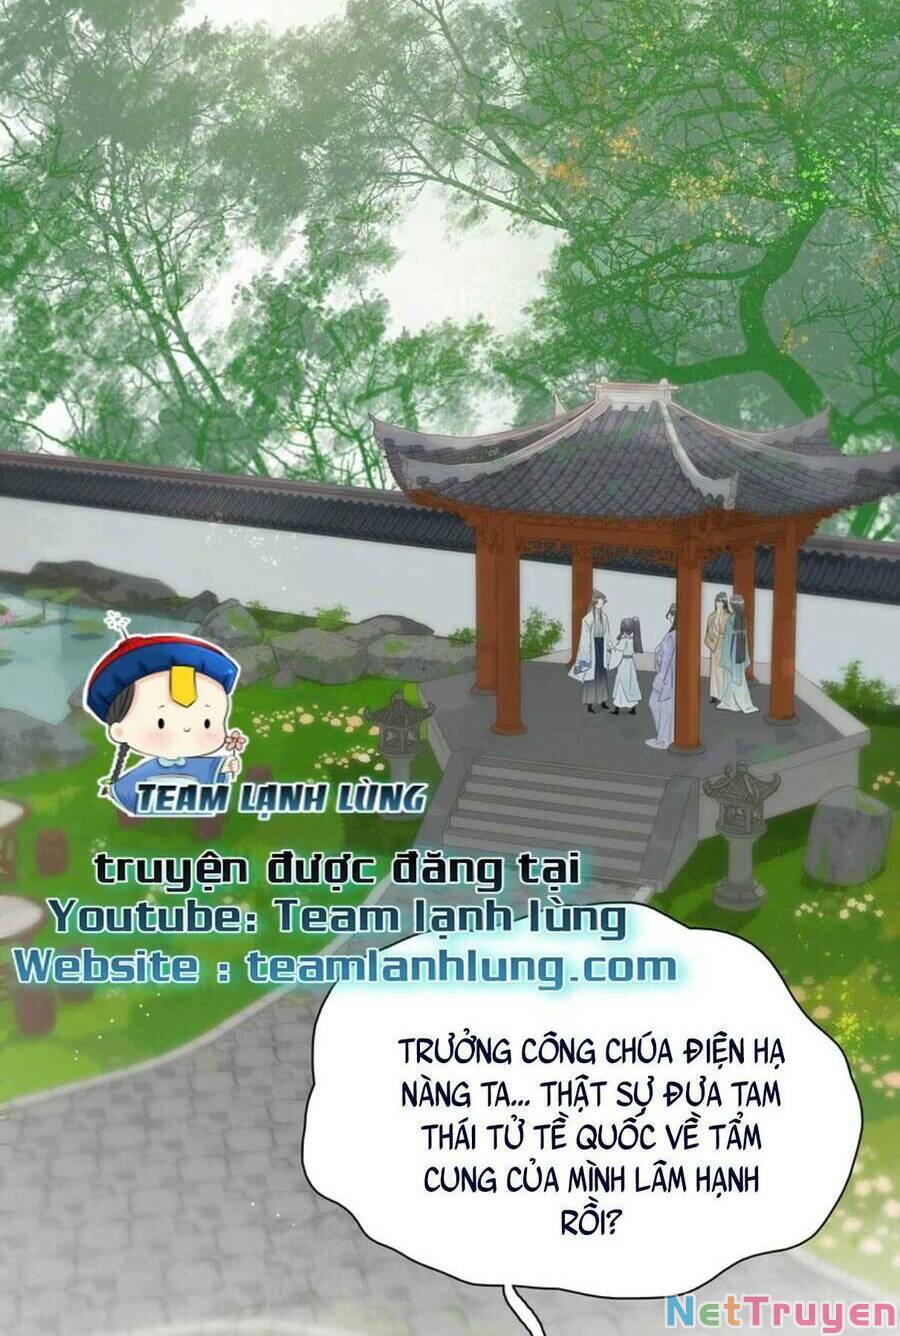 TEAM LẠNH LÙNG
truyện được đăng tại
Youtube: Team lạnh lùng
Website : teamlanhlung.com
TRƯỞNG CÔNG CHÚA ĐIỆN HẠ
NÀNG TA... THẬT SỰ ĐƯA TAM
THÁI TỬ TỀ QUỐC VỀ TẨM
CUNG CỦA MÌNH LÂM HẠNH
RỒI?
NetTruyen